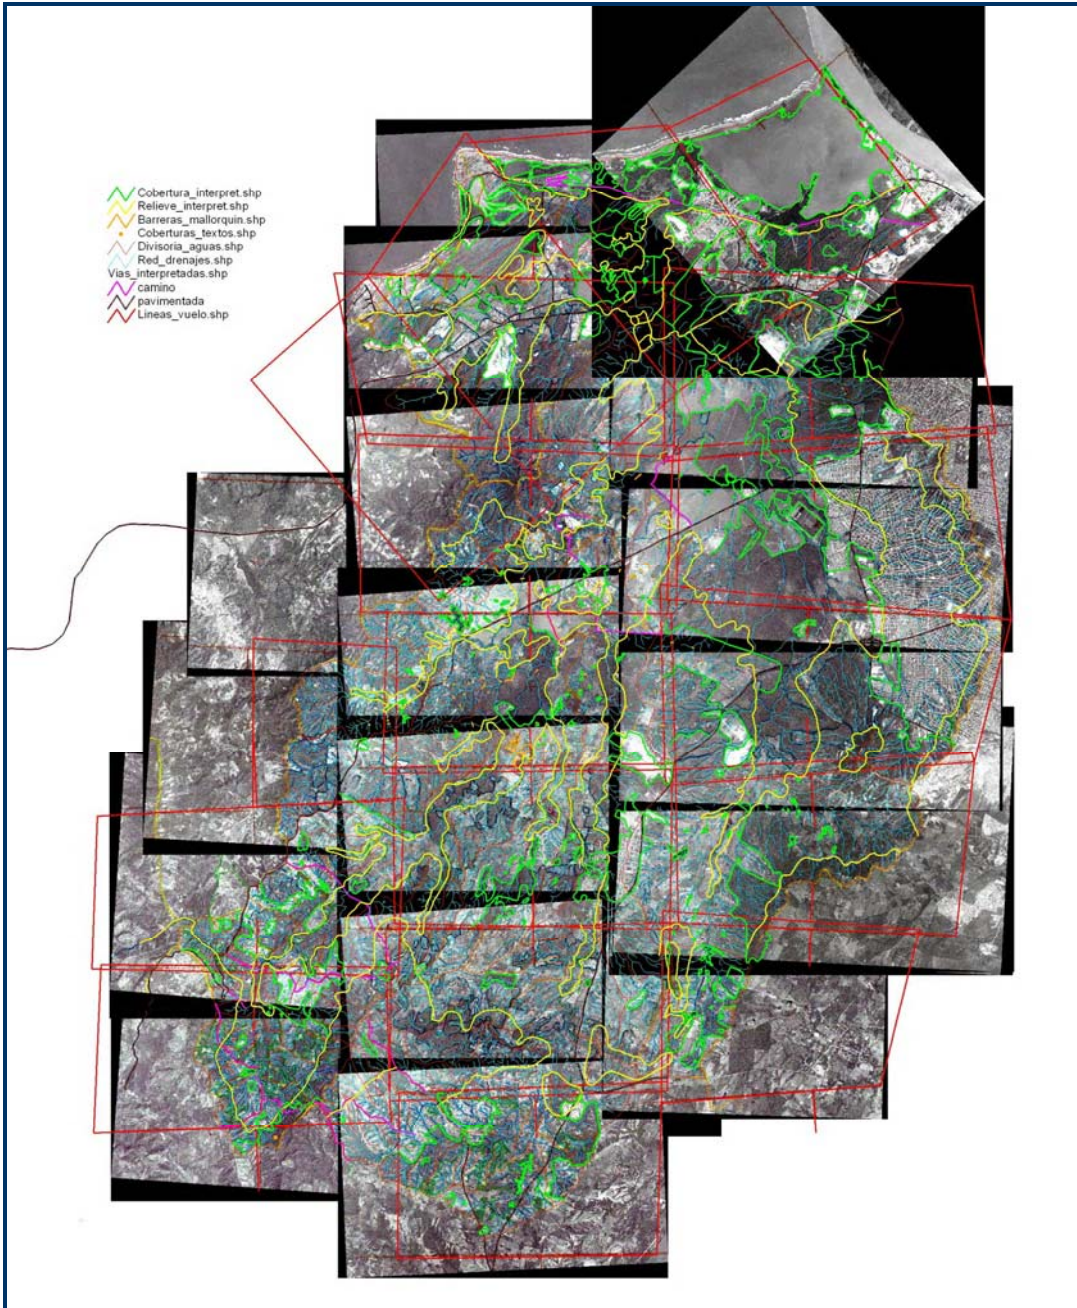 Cobertura_interpret.shp
Relieve_interpret.shp
Barreras_mallorquin.shp
Coberturas_textos.shp
Divisoria_aguas.shp
Red_drenajes.shp
Vias_interpretadas.shp
camino
pavimentada
Lineas_vuelo.shp